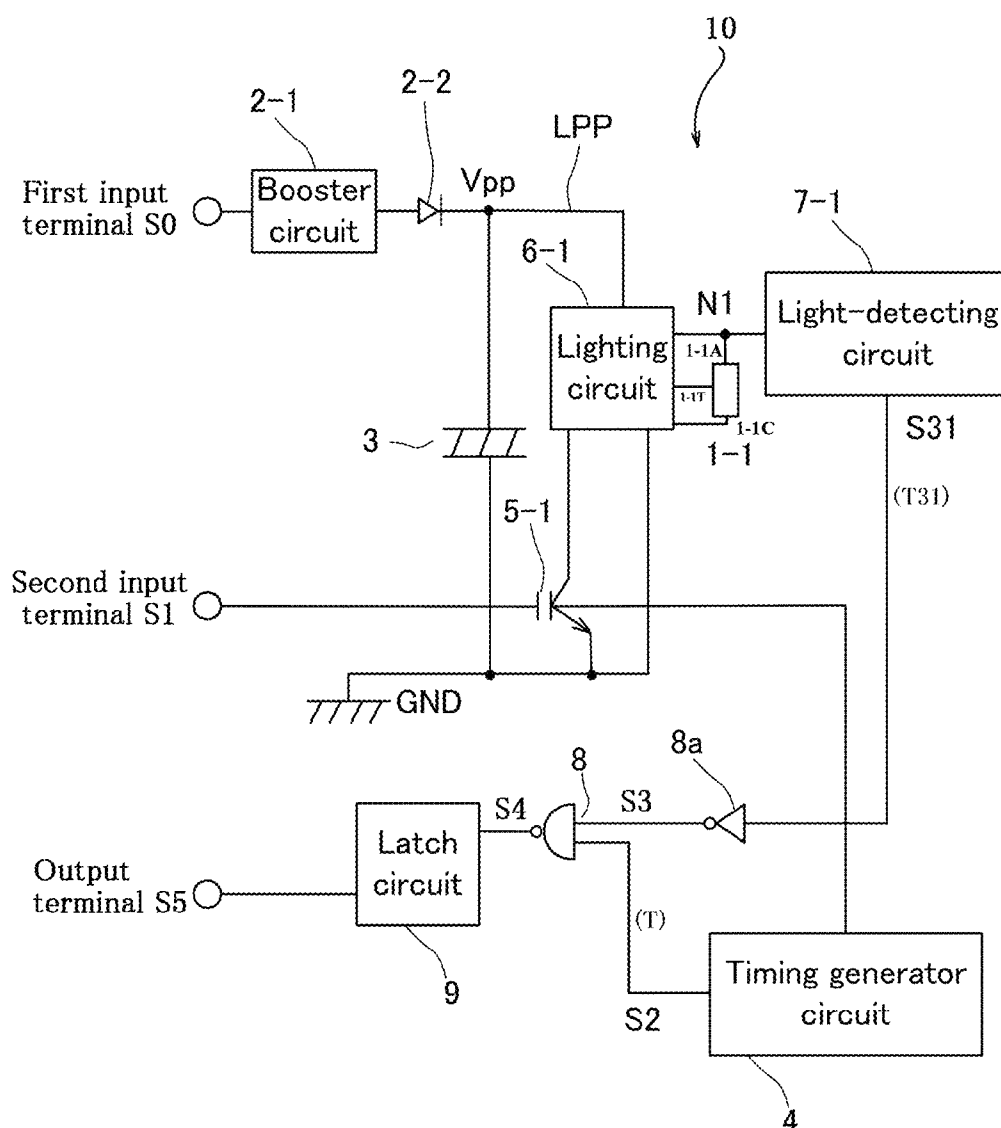 10
2-2
2-1
LPP
Vpp
First input
terminal S0
Booster
circuit
7-1
6-1
N1
Light-detecting
circuit
Lighting
circuit
1-1A
1-1T
1-1C
1-1
S31
3
(T31)
5-1
Second input
terminal S1
GND
8a
8
S3
S4
Latch
circuit
Output
terminal S5
(T)
9
Timing generator
circuit
S2
4